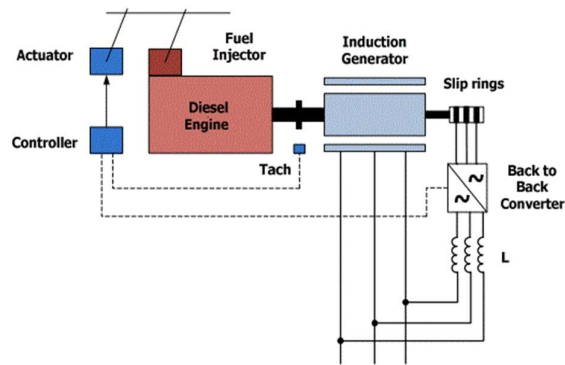 Fuel
Injector
Induction
Generator
Actuator
Slip rings
Diesel
Engine
Controller
Tach
Back to
Back
Converter
L